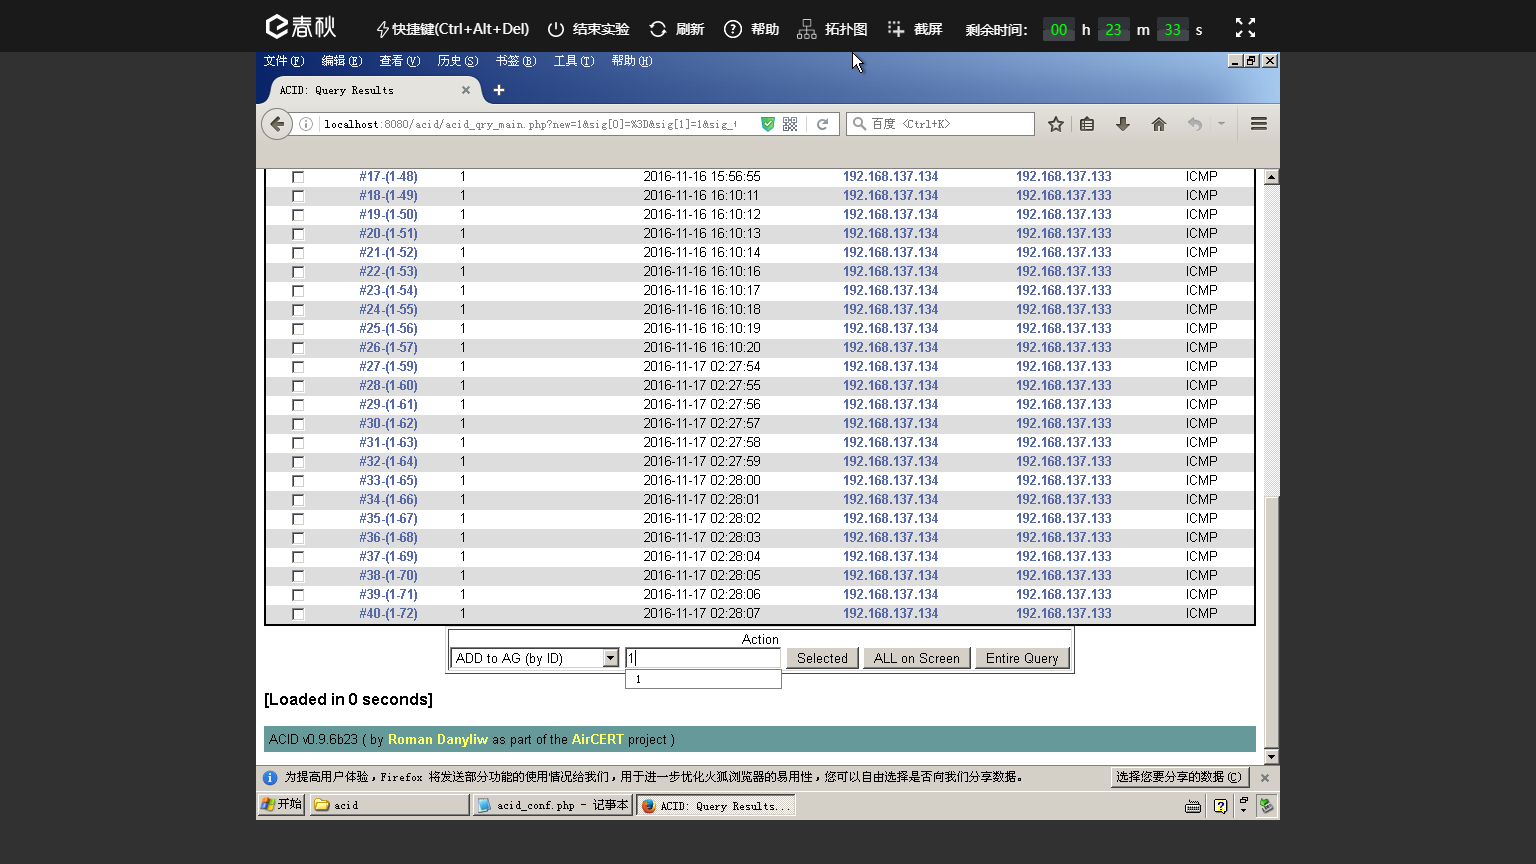 e春秋 快捷键(Ctrl+Alt+Del) 结束实验 刷新 帮助 拓扑图 截屏 剩余时间: 00 h 23 m 33 s
文件(F) 编辑(E) 查看(V) 历史(S) 书签(B) 工具(T) 帮助(H)
ACID: Query Results
localhost:8080/acid/acid_qry_main.php?new=1&sig[0]=%3D&sig[1]=1&sig_t 百度 <Ctrl+K>
#17-(1-48) 1 2016-11-16 15:56:55 192.168.137.134 192.168.137.133 ICMP
#18-(1-49) 1 2016-11-16 16:10:11 192.168.137.134 192.168.137.133 ICMP
#19-(1-50) 1 2016-11-16 16:10:12 192.168.137.134 192.168.137.133 ICMP
#20-(1-51) 1 2016-11-16 16:10:13 192.168.137.134 192.168.137.133 ICMP
#21-(1-52) 1 2016-11-16 16:10:14 192.168.137.134 192.168.137.133 ICMP
#22-(1-53) 1 2016-11-16 16:10:16 192.168.137.134 192.168.137.133 ICMP
#23-(1-54) 1 2016-11-16 16:10:17 192.168.137.134 192.168.137.133 ICMP
#24-(1-55) 1 2016-11-16 16:10:18 192.168.137.134 192.168.137.133 ICMP
#25-(1-56) 1 2016-11-16 16:10:19 192.168.137.134 192.168.137.133 ICMP
#26-(1-57) 1 2016-11-16 16:10:20 192.168.137.134 192.168.137.133 ICMP
#27-(1-59) 1 2016-11-17 02:27:54 192.168.137.134 192.168.137.133 ICMP
#28-(1-60) 1 2016-11-17 02:27:55 192.168.137.134 192.168.137.133 ICMP
#29-(1-61) 1 2016-11-17 02:27:56 192.168.137.134 192.168.137.133 ICMP
#30-(1-62) 1 2016-11-17 02:27:57 192.168.137.134 192.168.137.133 ICMP
#31-(1-63) 1 2016-11-17 02:27:58 192.168.137.134 192.168.137.133 ICMP
#32-(1-64) 1 2016-11-17 02:27:59 192.168.137.134 192.168.137.133 ICMP
#33-(1-65) 1 2016-11-17 02:28:00 192.168.137.134 192.168.137.133 ICMP
#34-(1-66) 1 2016-11-17 02:28:01 192.168.137.134 192.168.137.133 ICMP
#35-(1-67) 1 2016-11-17 02:28:02 192.168.137.134 192.168.137.133 ICMP
#36-(1-68) 1 2016-11-17 02:28:03 192.168.137.134 192.168.137.133 ICMP
#37-(1-69) 1 2016-11-17 02:28:04 192.168.137.134 192.168.137.133 ICMP
#38-(1-70) 1 2016-11-17 02:28:05 192.168.137.134 192.168.137.133 ICMP
#39-(1-71) 1 2016-11-17 02:28:06 192.168.137.134 192.168.137.133 ICMP
#40-(1-72) 1 2016-11-17 02:28:07 192.168.137.134 192.168.137.133 ICMP
Action
ADD to AG (by ID) 1 Selected ALL on Screen Entire Query
1
[Loaded in 0 seconds]
ACID v0.9.6b23 ( by Roman Danyliw as part of the AirCERT project )
为提高用户体验，Firefox 将发送部分功能的使用情况给我们，用于进一步优化火狐浏览器的易用性，您可以自由选择是否向我们分享数据。 选择您要分享的数据(C)
开始 acid acid_conf.php - 记事本 ACID: Query Results...